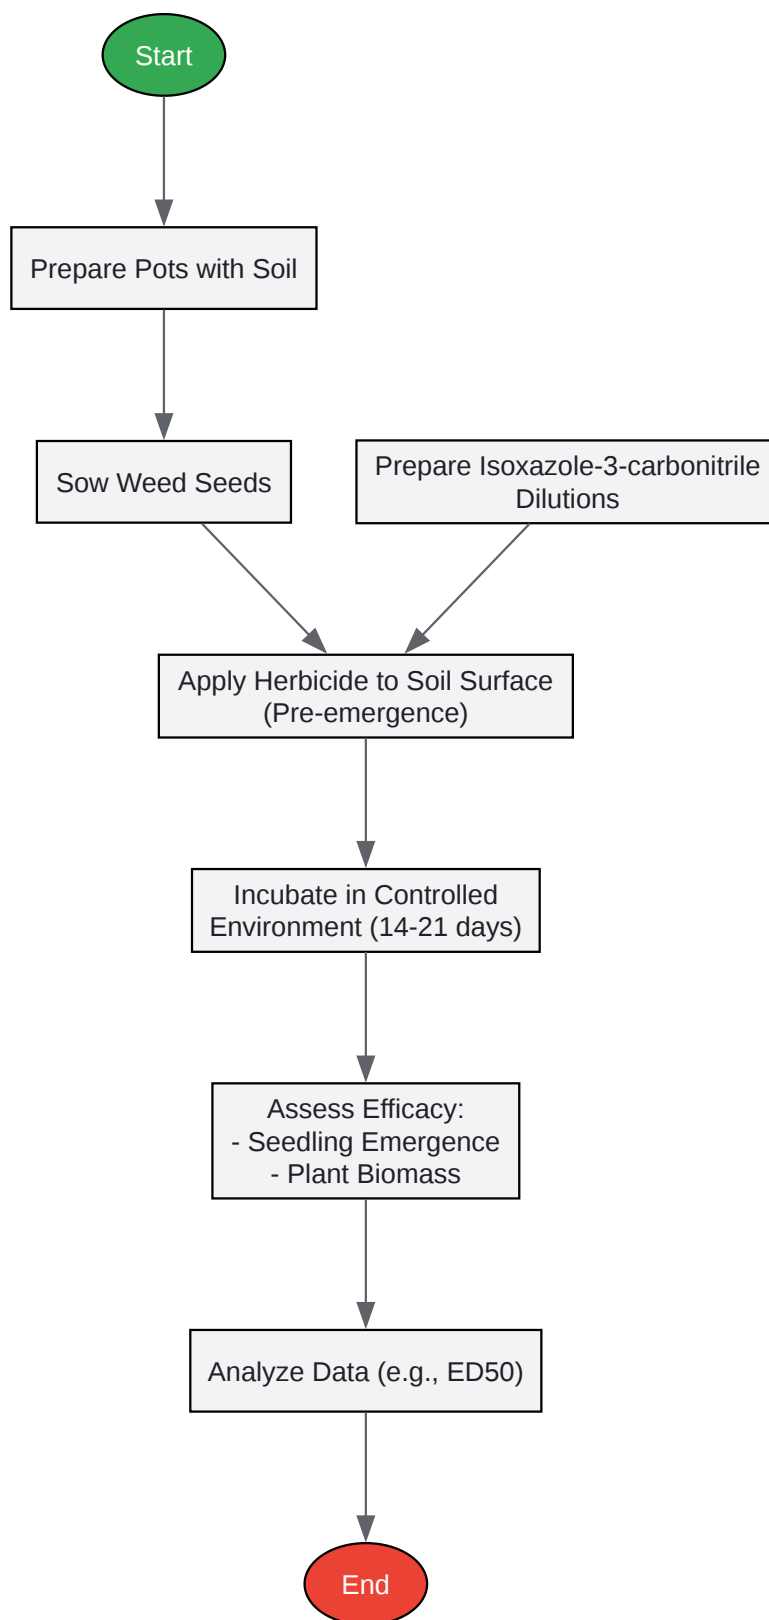 Start
Prepare Pots with Soil
Sow Weed Seeds
Prepare Isoxazole-3-carbonitrile
Dilutions
Apply Herbicide to Soil Surface
(Pre-emergence)
Incubate in Controlled
Environment (14-21 days)
Assess Efficacy:
- Seedling Emergence
- Plant Biomass
Analyze Data (e.g., ED50)
End